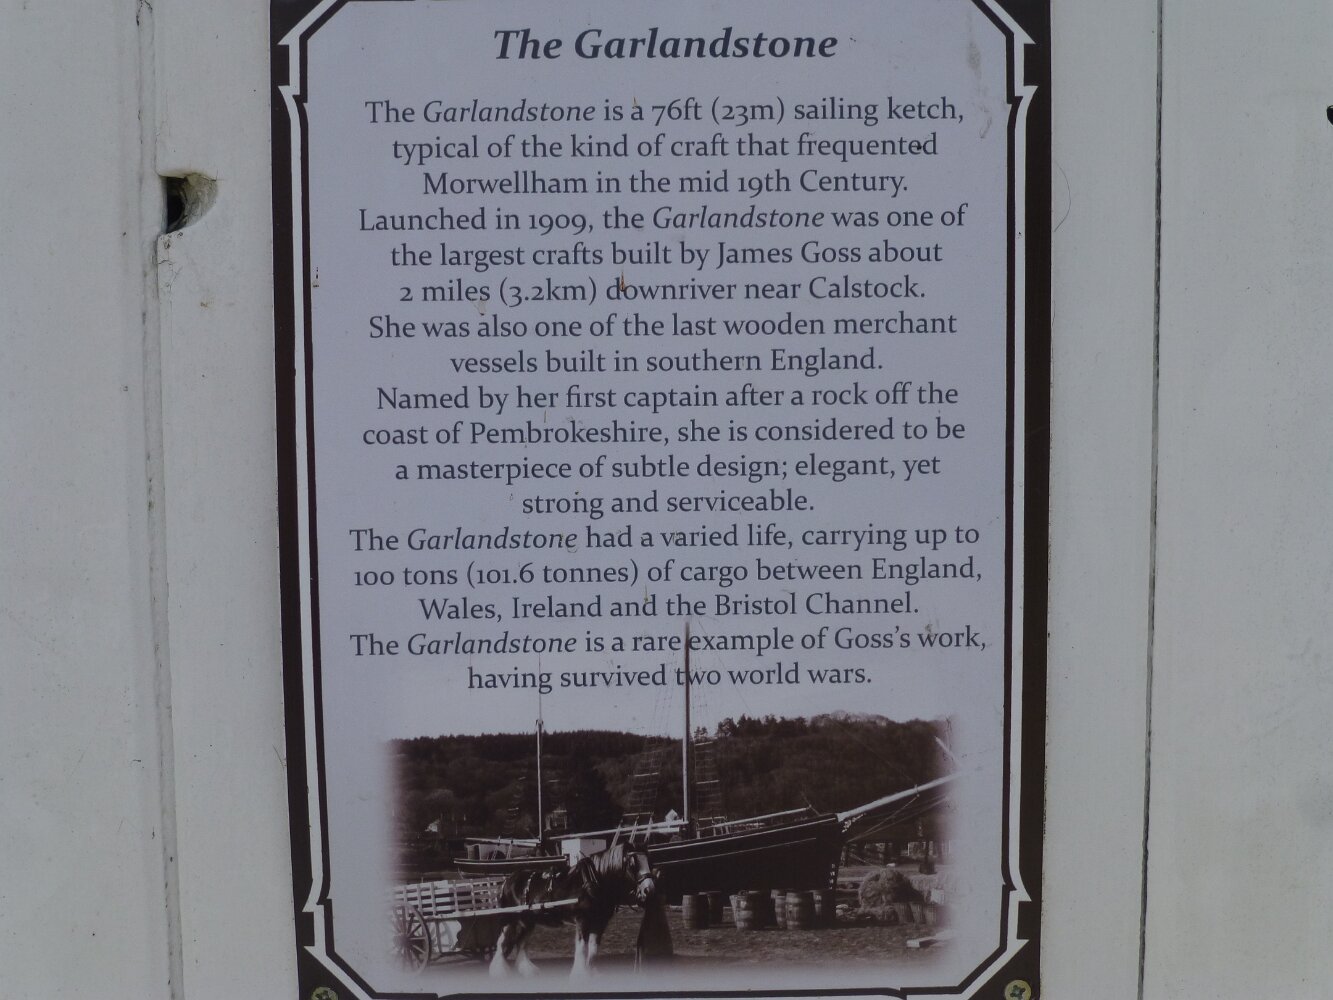 The Garlandstone
The Garlandstone is a 76ft (23m) sailing ketch,
typical of the kind of craft that frequented
Morwellham in the mid 19th Century.
Launched in 1909, the Garlandstone was one of
the largest crafts built by James Goss about
2 miles (3.2km) downriver near Calstock.
She was also one of the last wooden merchant
vessels built in southern England.
Named by her first captain after a rock off the
coast of Pembrokeshire, she is considered to be
a masterpiece of subtle design; elegant, yet
strong and serviceable.
The Garlandstone had a varied life, carrying up to
100 tons (101.6 tonnes) of cargo between England,
Wales, Ireland and the Bristol Channel.
The Garlandstone is a rare example of Goss's work,
having survived two world wars.